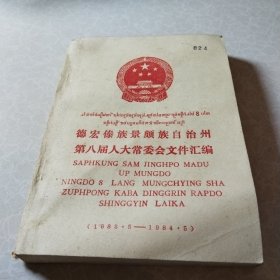 824
德宏傣族景颇族自治州
第八届人大常委会文件汇编
SAPHKUNG SAM JINGHPO MADU
UP MUNGDO
NINGDO 8 LANG MUNGCHYING SHA
ZUPHPONG KABA DINGGRIN RAPDO
SHINGGYIN LAIKA
(1983·5—1984·5)